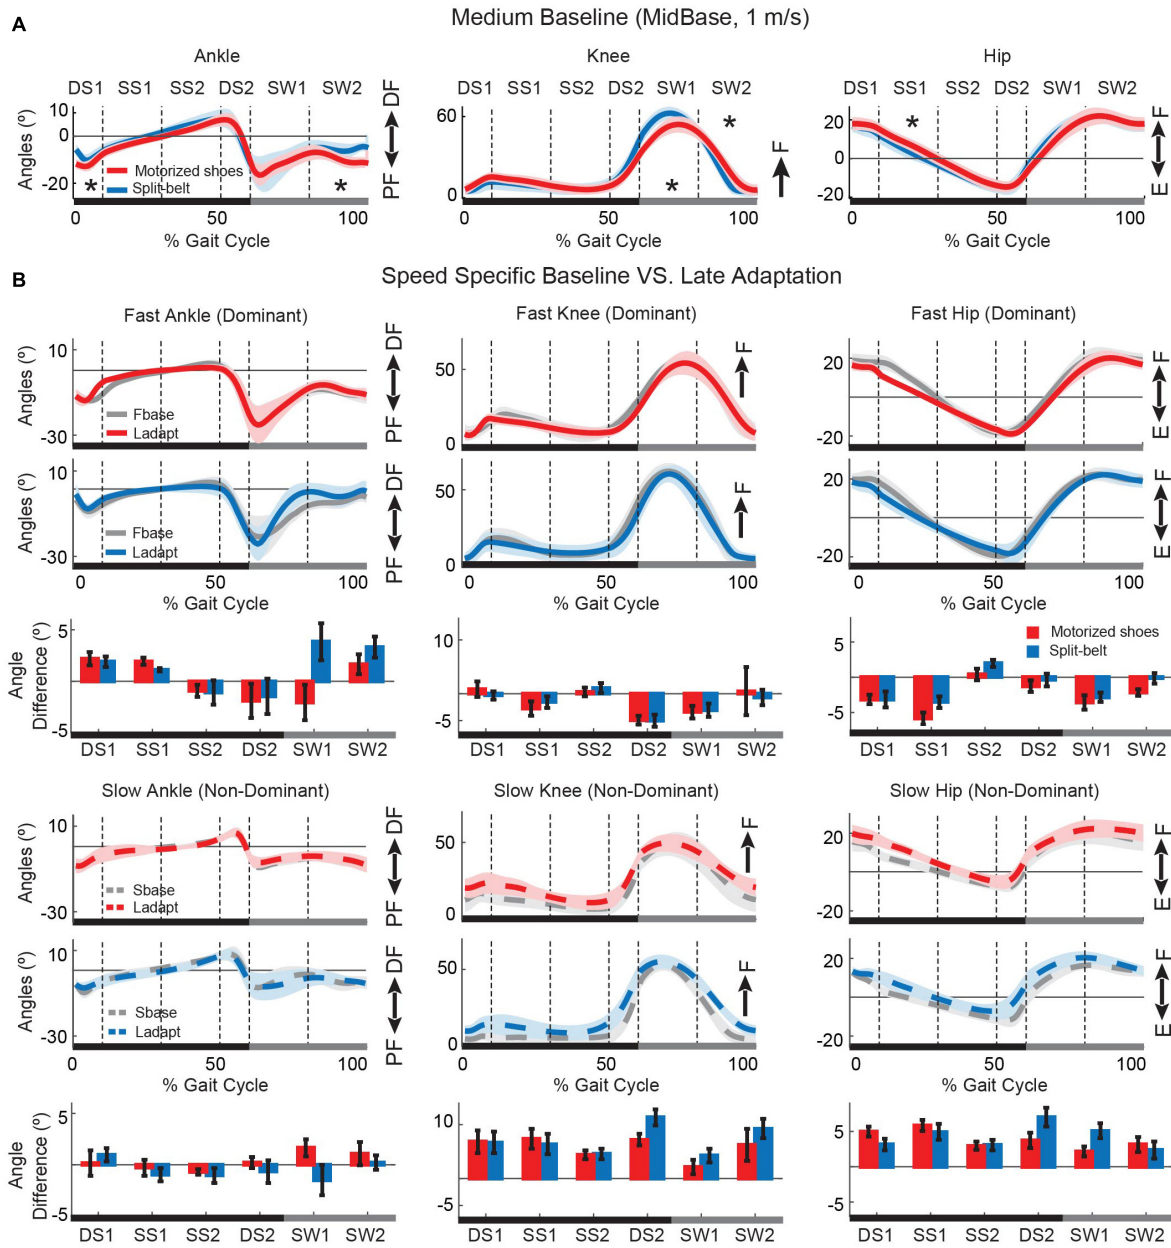 A
Medium Baseline (MidBase, 1 m/s)
Ankle
Knee
Hip
DS1 SS1 SS2 DS2 SW1 SW2
DS1 SS1 SS2 DS2 SW1 SW2
DS1 SS1 SS2 DS2 SW1 SW2
Angles (º)
10
0
-20
Motorized shoes
Split-belt
*
*
PF DF
60
0
*
*
F
20
0
-20
*
E F
0 50 100
0 50 100
0 50 100
% Gait Cycle
% Gait Cycle
% Gait Cycle
B
Speed Specific Baseline VS. Late Adaptation
Fast Ankle (Dominant)
Fast Knee (Dominant)
Fast Hip (Dominant)
Angles (º)
10
-30
Fbase
Ladapt
PF DF
50
0
F
20
-20
E F
Angles (º)
10
-30
Fbase
Ladapt
PF DF
50
0
F
20
-20
E F
0 50 100
0 50 100
0 50 100
% Gait Cycle
% Gait Cycle
% Gait Cycle
Angle
Difference (º)
5
-5
10
-5
5
-5
Motorized shoes
Split-belt
DS1 SS1 SS2 DS2 SW1 SW2
DS1 SS1 SS2 DS2 SW1 SW2
DS1 SS1 SS2 DS2 SW1 SW2
Slow Ankle (Non-Dominant)
Slow Knee (Non-Dominant)
Slow Hip (Non-Dominant)
Angles (º)
10
-30
Sbase
Ladapt
PF DF
50
0
F
20
-20
E F
Angles (º)
10
-30
Sbase
Ladapt
PF DF
50
0
F
20
-20
E F
0 50 100
0 50 100
0 50 100
% Gait Cycle
% Gait Cycle
% Gait Cycle
Angle
Difference (º)
5
-5
10
-5
5
-5
DS1 SS1 SS2 DS2 SW1 SW2
DS1 SS1 SS2 DS2 SW1 SW2
DS1 SS1 SS2 DS2 SW1 SW2